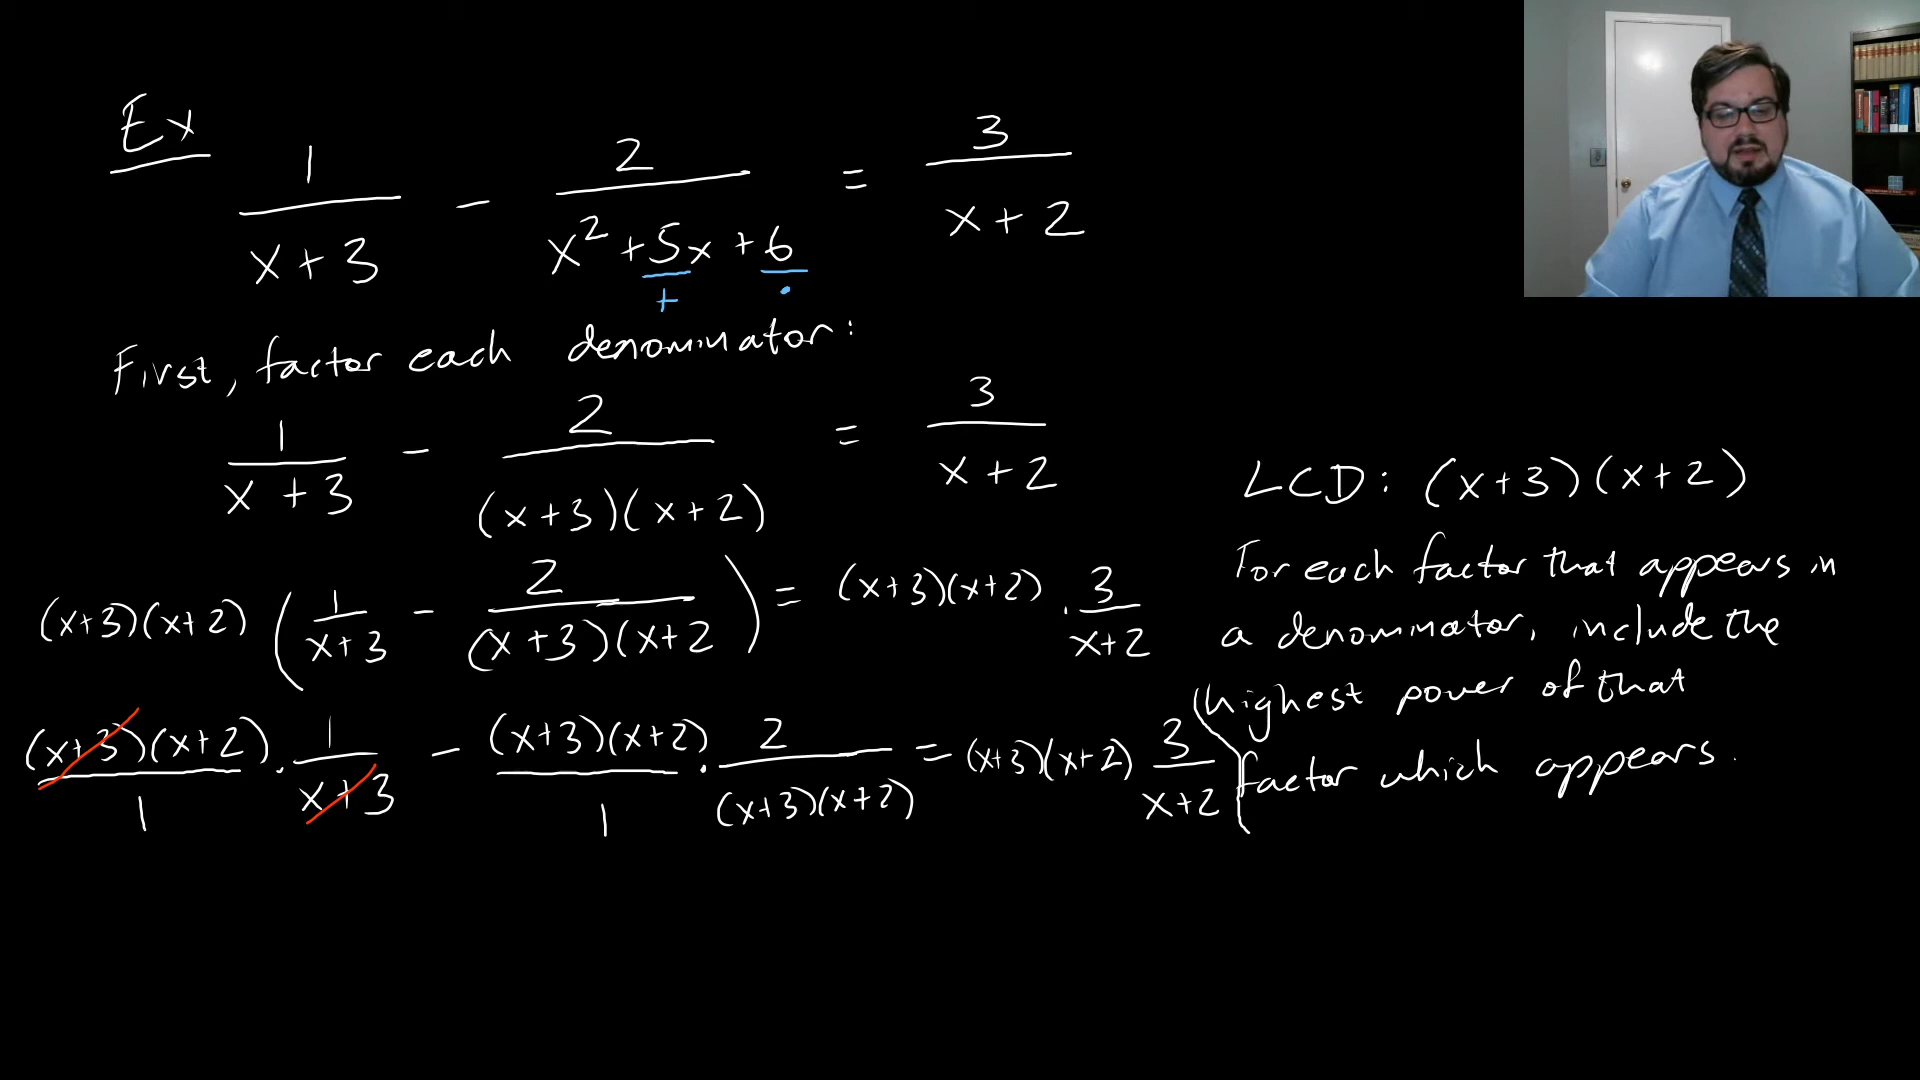 Ex
1/(x+3) - 2/(x² + 5x + 6) = 3/(x+2)
+ ·
First, factor each denominator:
1/(x+3) - 2/((x+3)(x+2)) = 3/(x+2)
LCD: (x+3)(x+2)
For each factor that appears in
a denominator, include the
highest power of that
factor which appears.
(x+3)(x+2) (1/(x+3) - 2/((x+3)(x+2)) = (x+3)(x+2) · 3/(x+2)
(x+3)(x+2)/1 · 1/(x+3) - (x+3)(x+2)/1 · 2/((x+3)(x+2)) = (x+3)(x+2) 3/(x+2)